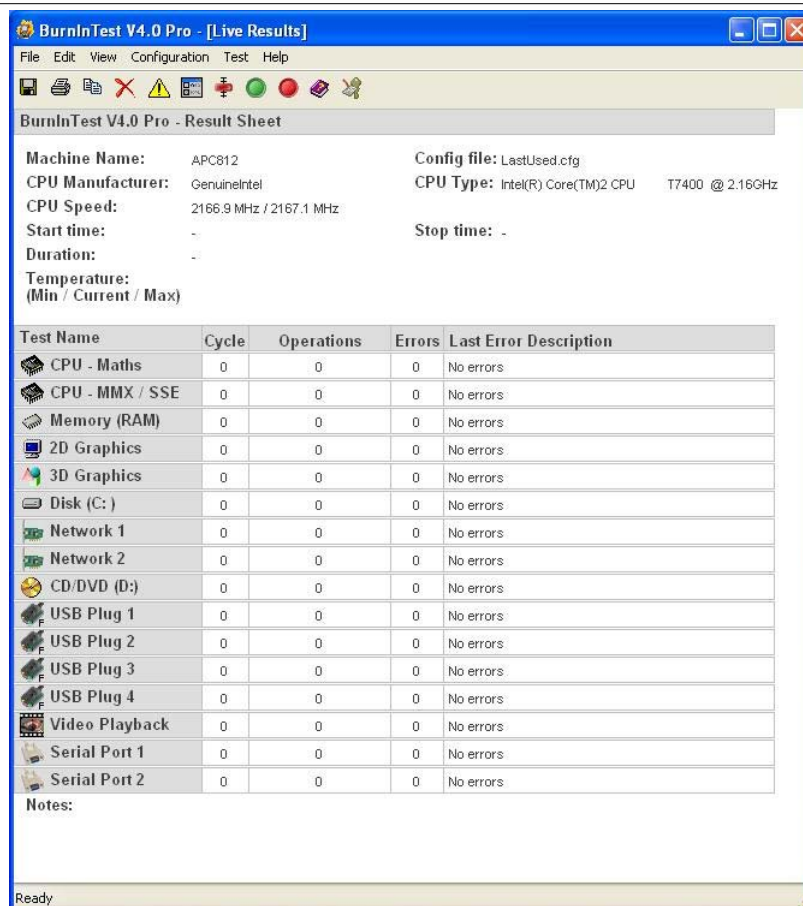 BurnInTest V4.0 Pro - [Live Results]
File Edit View Configuration Test Help
BurnInTest V4.0 Pro - Result Sheet
Machine Name: APC812 Config file: LastUsed.cfg
CPU Manufacturer: GenuineIntel CPU Type: Intel(R) Core(TM)2 CPU T7400 @ 2.16GHz
CPU Speed: 2166.9 MHz / 2167.1 MHz
Start time: - Stop time: -
Duration: -
Temperature:
(Min / Current / Max)
Test Name Cycle Operations Errors Last Error Description
CPU - Maths 0 0 0 No errors
CPU - MMX / SSE 0 0 0 No errors
Memory (RAM) 0 0 0 No errors
2D Graphics 0 0 0 No errors
3D Graphics 0 0 0 No errors
Disk (C: ) 0 0 0 No errors
Network 1 0 0 0 No errors
Network 2 0 0 0 No errors
CD/DVD (D:) 0 0 0 No errors
USB Plug 1 0 0 0 No errors
USB Plug 2 0 0 0 No errors
USB Plug 3 0 0 0 No errors
USB Plug 4 0 0 0 No errors
Video Playback 0 0 0 No errors
Serial Port 1 0 0 0 No errors
Serial Port 2 0 0 0 No errors
Notes:
Ready